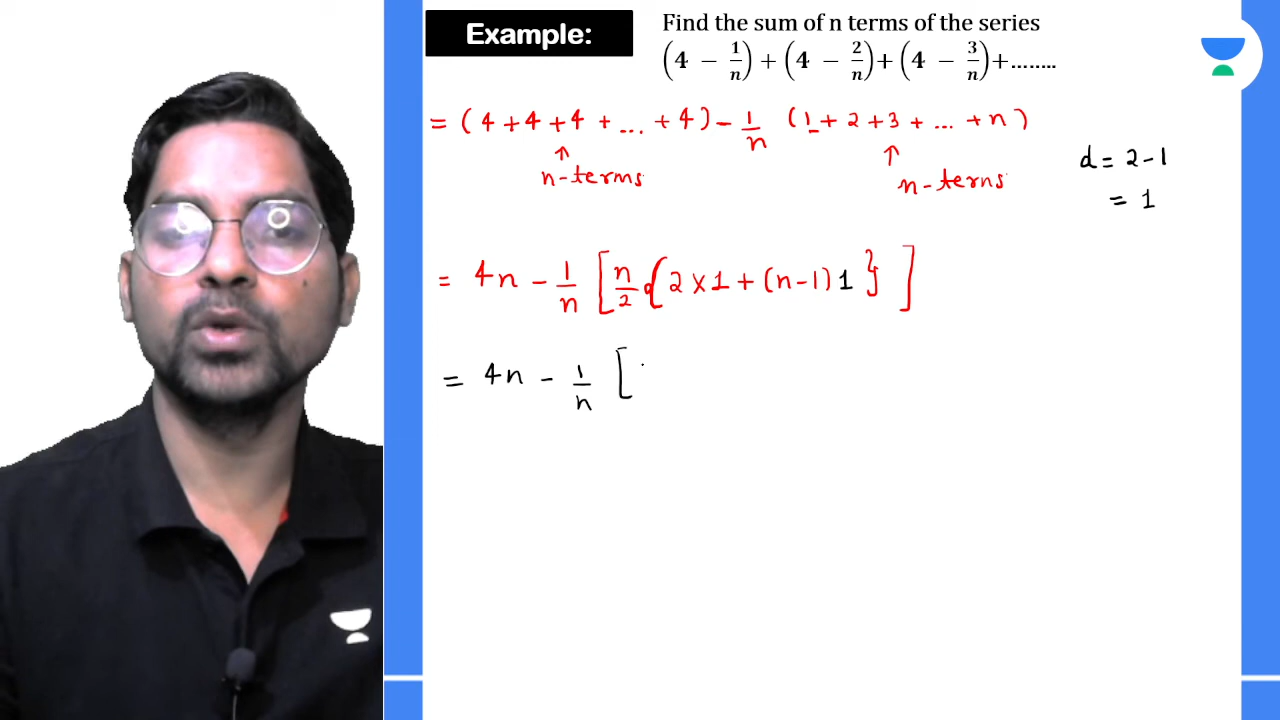 Example:
Find the sum of n terms of the series
(4 − 1/n) + (4 − 2/n) + (4 − 3/n) + ........
= (4 + 4 + 4 + ... + 4) − 1/n (1 + 2 + 3 + ... + n)
↑ ↑
n-terms n-terms
d = 2 - 1
= 1
= 4n − 1/n [n/2 {2 × 1 + (n-1) 1}]
= 4n − 1/n [